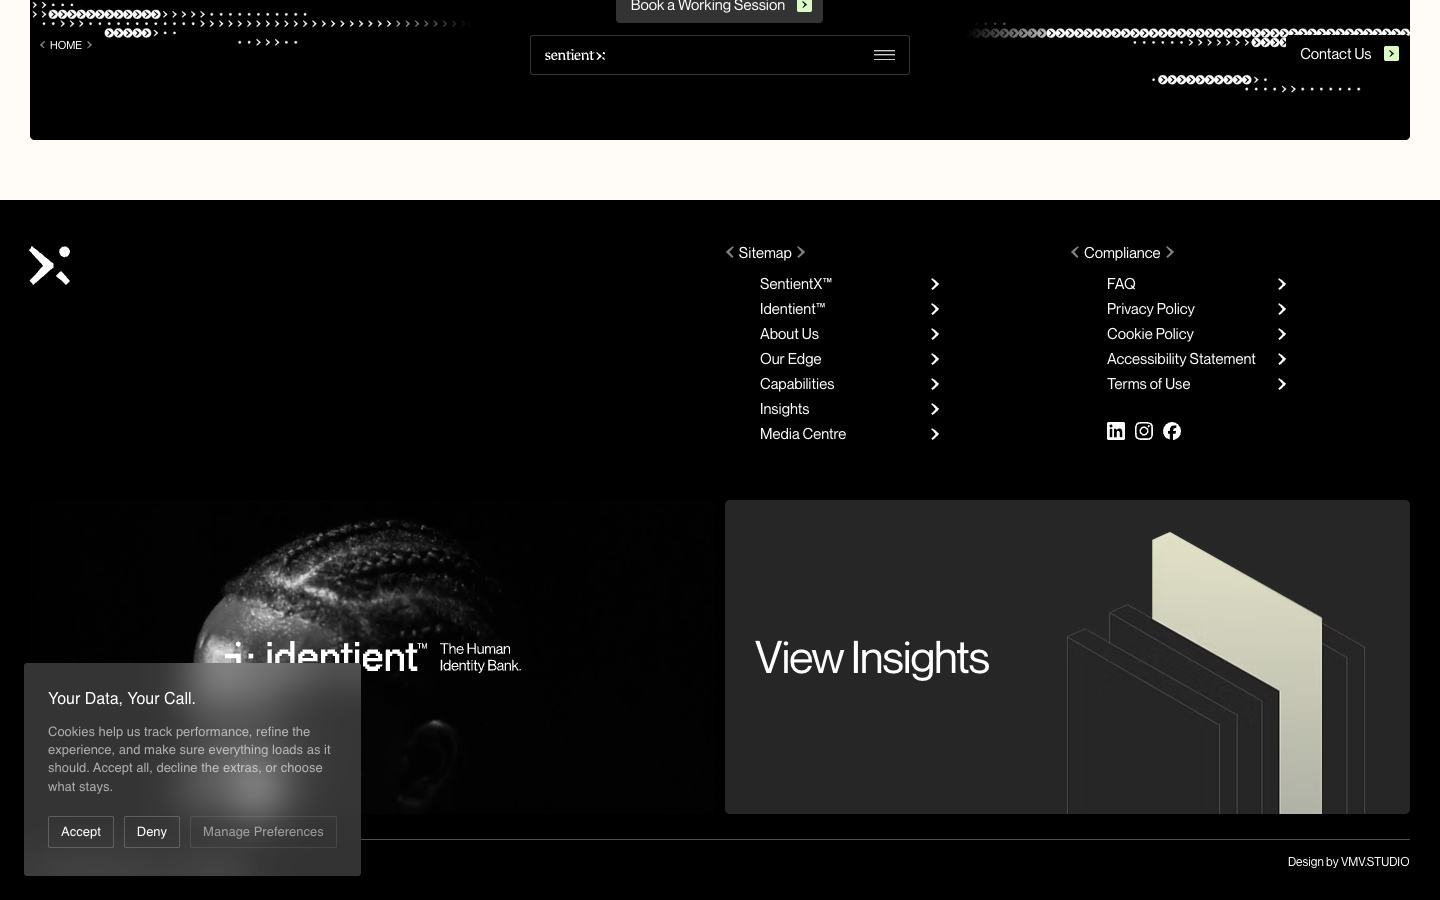 Book a Working Session
HOME
sentient
Contact Us
Sitemap
SentientX™
Identient™
About Us
Our Edge
Capabilities
Insights
Media Centre
Compliance
FAQ
Privacy Policy
Cookie Policy
Accessibility Statement
Terms of Use
identient™
The Human
Identity Bank.
View Insights
Your Data, Your Call.
Cookies help us track performance, refine the
experience, and make sure everything loads as it
should. Accept all, decline the extras, or choose
what stays.
Accept
Deny
Manage Preferences
Design by VMV.STUDIO